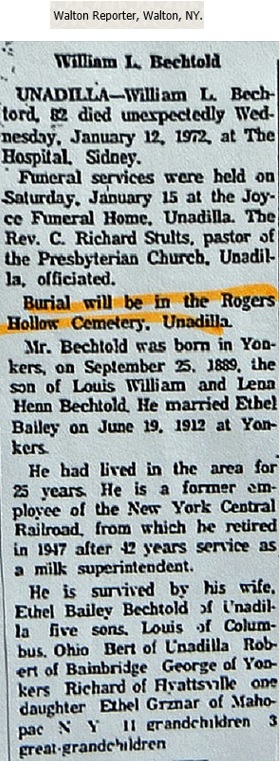 Walton Reporter, Walton, NY.
William L. Bechtold
UNADILLA—William L. Bech-
tord, 82 died unexpectedly Wed-
nesday, January 12, 1972, at The
Hospital, Sidney.
Funeral services were held on
Saturday, January 15 at the Joy-
ce Funeral Home, Unadilla. The
Rev. C. Richard Stults, pastor of
the Presbyterian Church, Unadil-
la, officiated.
Burial will be in the Rogers
Hollow Cemetery, Unadilla.
Mr. Bechtold was born in Yon-
kers, on September 25, 1889, the
son of Louis William and Lena
Henn Bechtold. He married Ethel
Bailey on June 19, 1912 at Yon-
kers.
He had lived in the area for
25 years. He is a former em-
ployee of the New York Central
Railroad, from which he retired
in 1947 after 42 years service as
a milk superintendent.
He is survived by his wife,
Ethel Bailey Bechtold of Unadil-
la five sons, Louis of Colum-
bus, Ohio Bert of Unadilla Rob-
ert of Bainbridge George of Yon-
kers Richard of Hyattsville one
daughter Ethel Grznar of Maho-
pac N Y 11 grandchildren 3
great-grandchildren